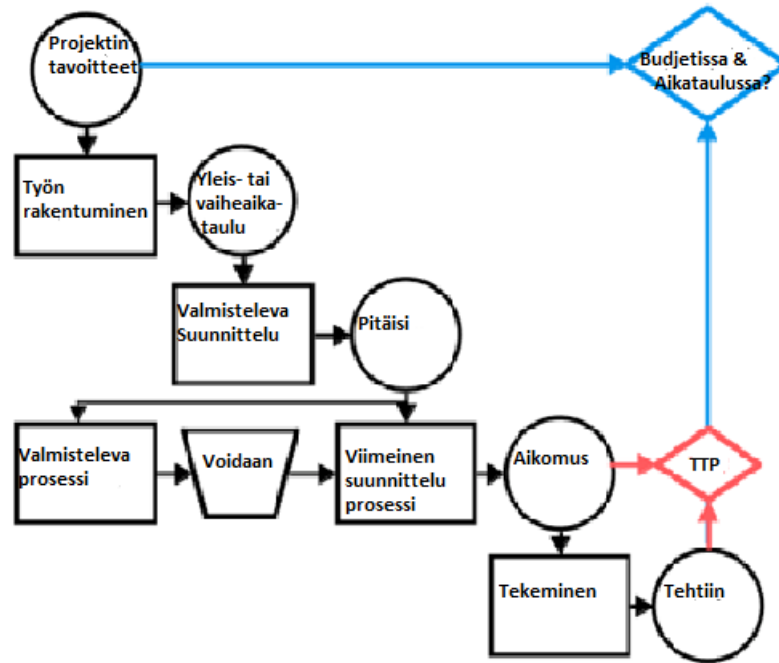 Projektin
tavoitteet
Budjetissa &
Aikataulussa?
Työn
rakentuminen
Yleis- tai
vaiheaika-
taulu
Valmisteleva
Suunnittelu
Pitäisi
Valmisteleva
prosessi
Voidaan
Viimeinen
suunnittelu
prosessi
Aikomus
TTP
Tekeminen
Tehtiin